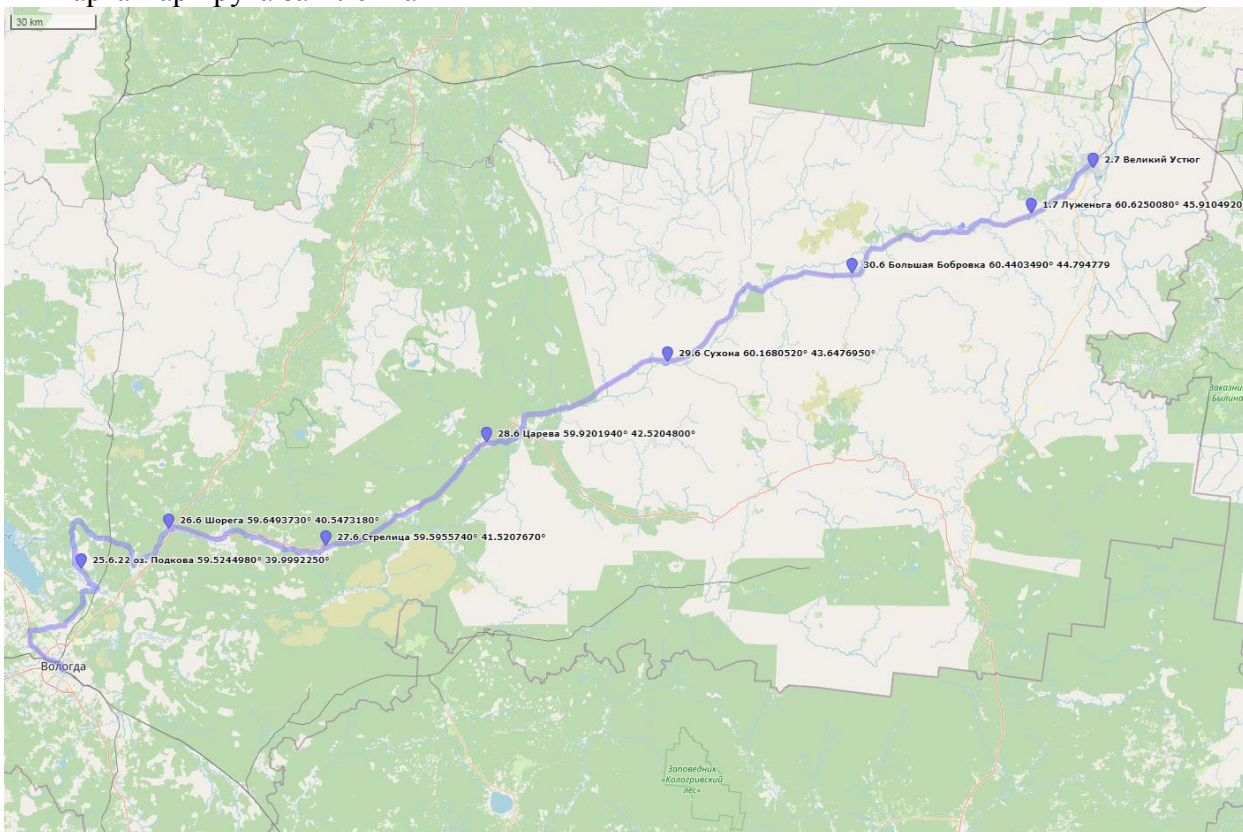 30 km
2.7 Великий Устюг
1.7 Луженьга 60.6250080° 45.9104920
30.6 Большая Бобровка 60.4403490° 44.794779
29.6 Сухона 60.1680520° 43.6476950°
Заказник
Былина
28.6 Царева 59.9201940° 42.5204800°
26.6 Шорега 59.6493730° 40.5473180°
27.6 Стрелица 59.5955740° 41.5207670°
25.6.22 оз. Подкова 59.5244980° 39.9992250°
Вологда
Заповедник
«Кологривский
лес»